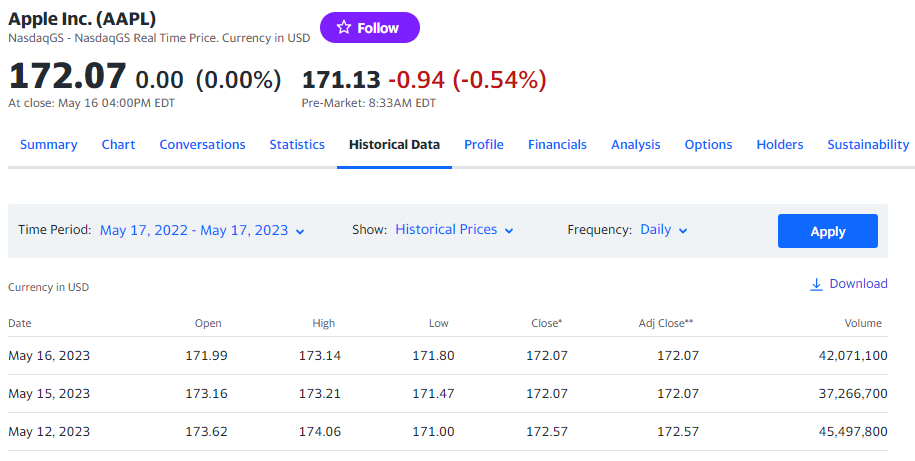 Apple Inc. (AAPL)
NasdaqGS - NasdaqGS Real Time Price. Currency in USD
Follow
172.07 0.00 (0.00%) 171.13 -0.94 (-0.54%)
At close: May 16 04:00PM EDT Pre-Market: 8:33AM EDT
Summary Chart Conversations Statistics Historical Data Profile Financials Analysis Options Holders Sustainability
Time Period: May 17, 2022 - May 17, 2023 Show: Historical Prices Frequency: Daily Apply
Currency in USD Download
Date Open High Low Close* Adj Close** Volume
May 16, 2023 171.99 173.14 171.80 172.07 172.07 42,071,100
May 15, 2023 173.16 173.21 171.47 172.07 172.07 37,266,700
May 12, 2023 173.62 174.06 171.00 172.57 172.57 45,497,800